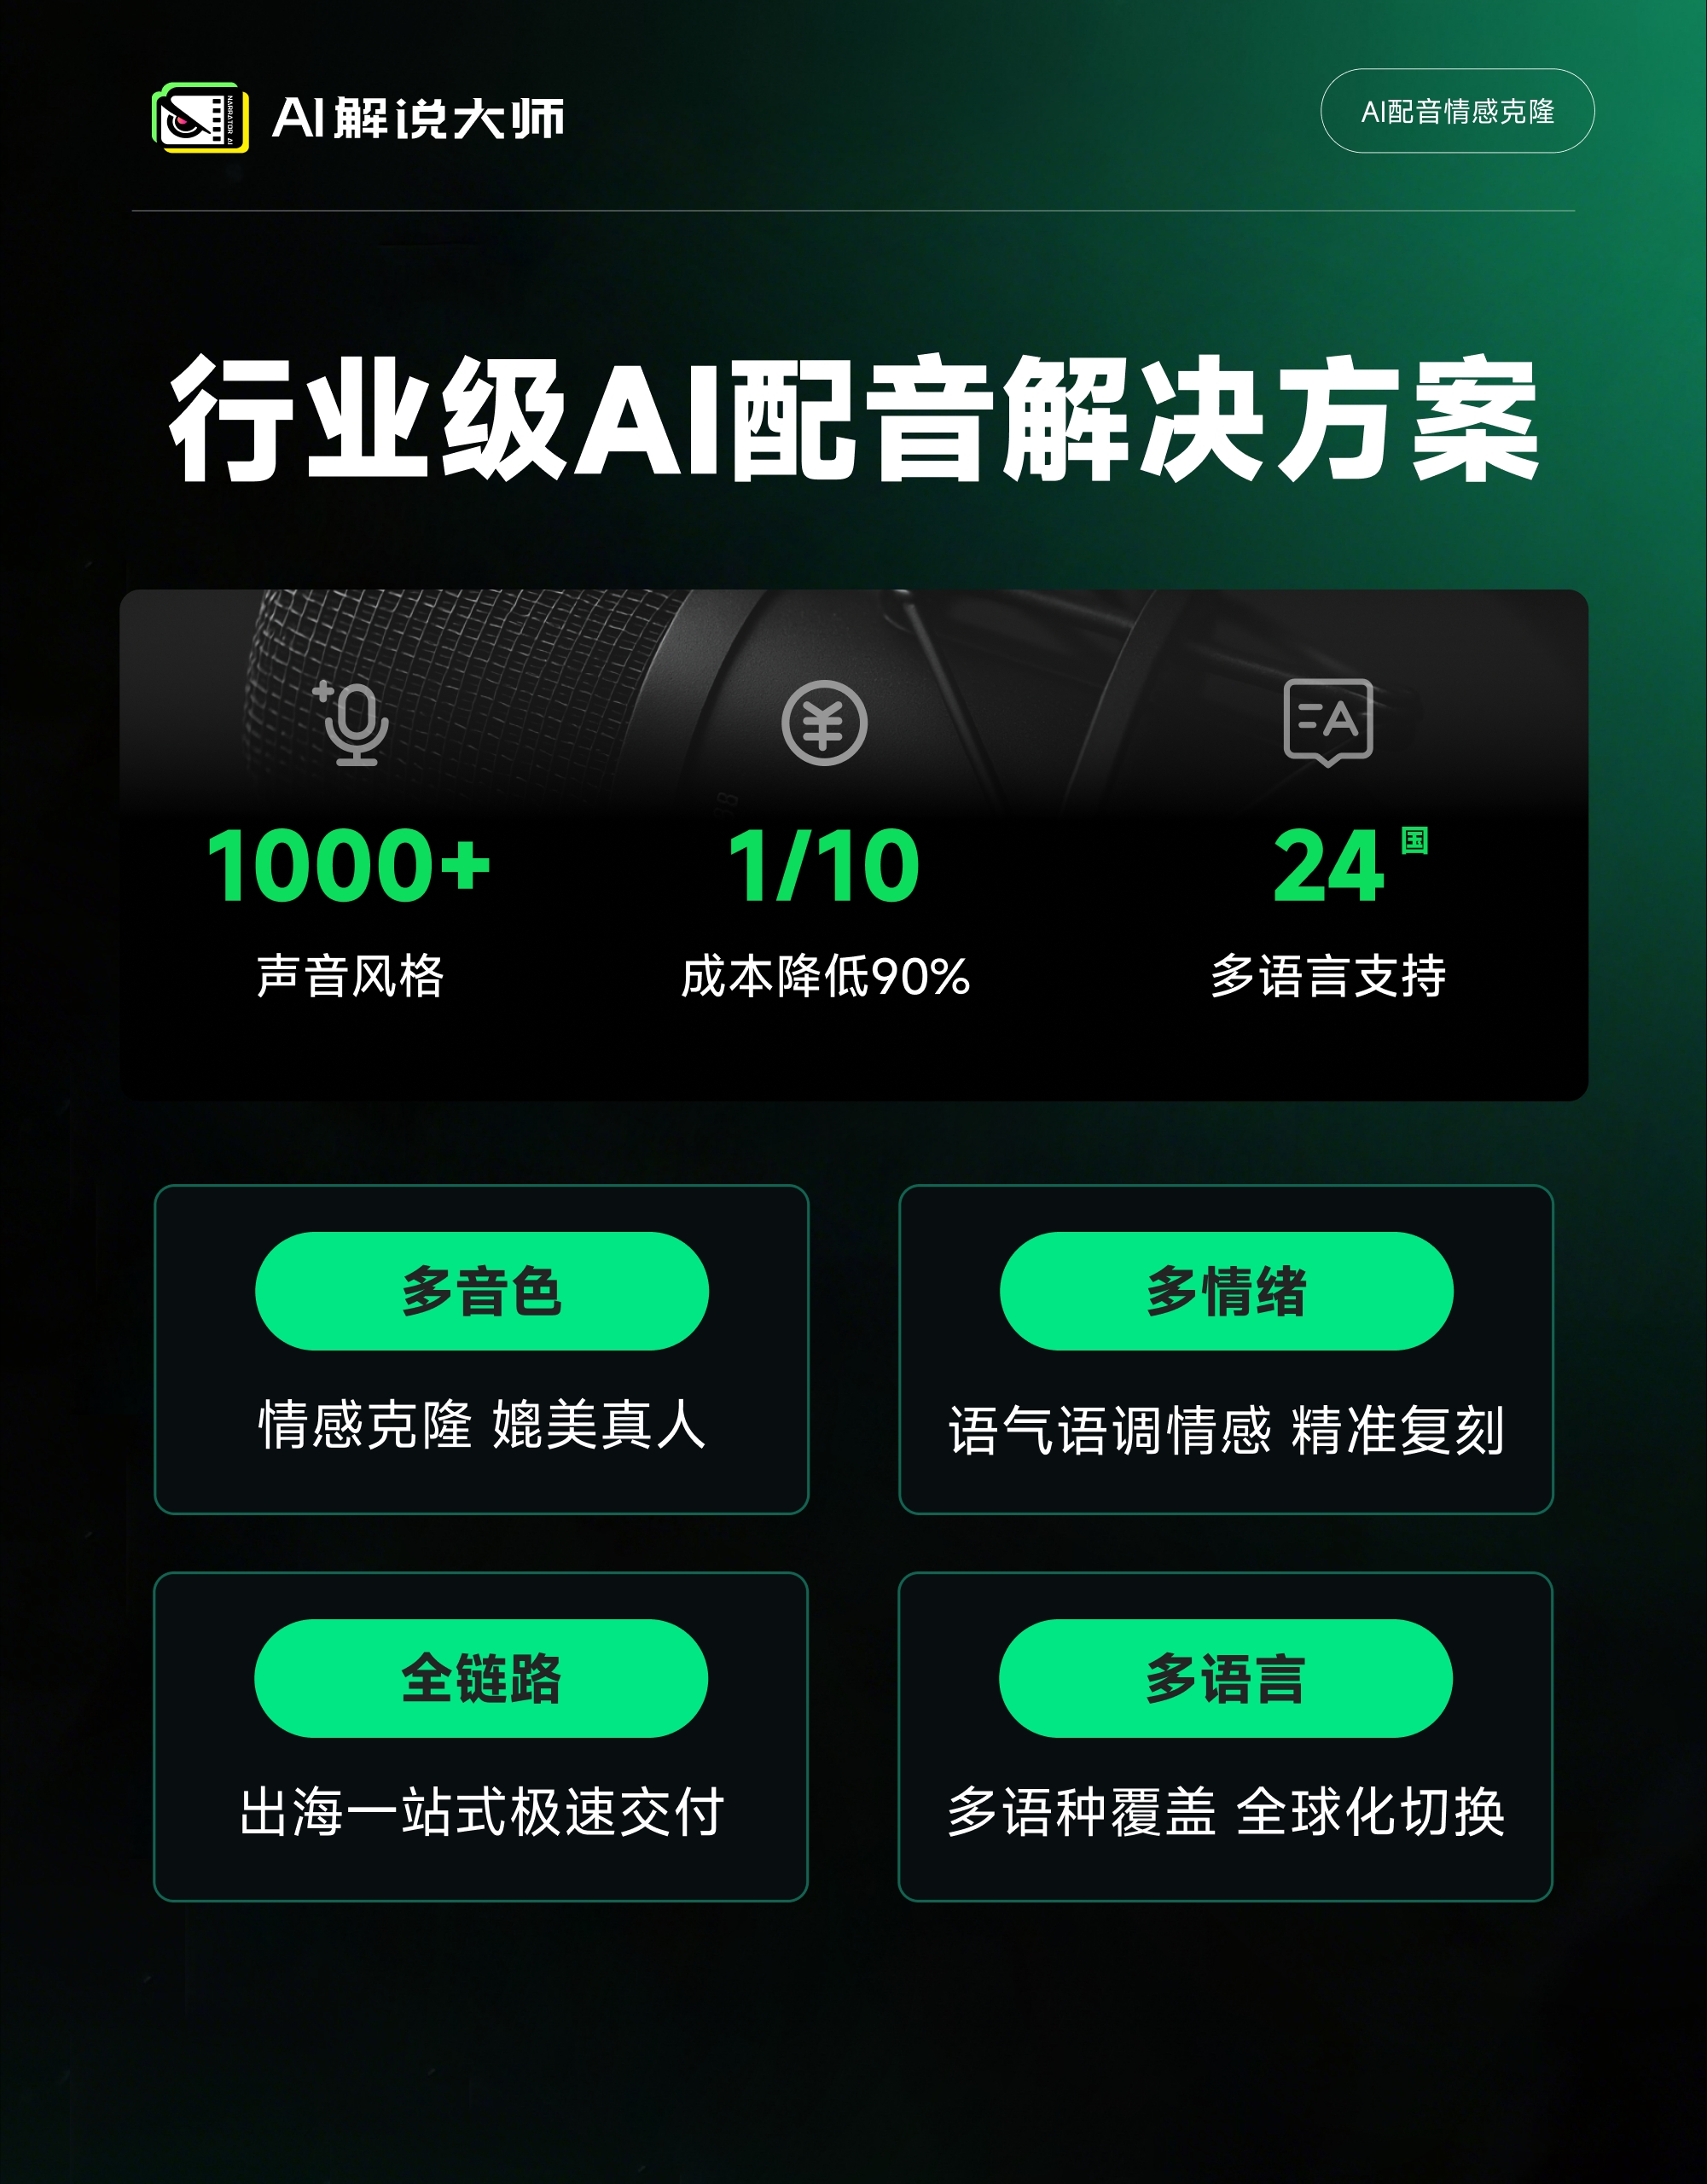 NARRATOR AI
AI解说大师
AI配音情感克隆
行业级AI配音解决方案
1000+
1/10
24国
声音风格
成本降低90%
多语言支持
多音色
多情绪
情感克隆 媲美真人
语气语调情感 精准复刻
全链路
多语言
出海一站式极速交付
多语种覆盖 全球化切换